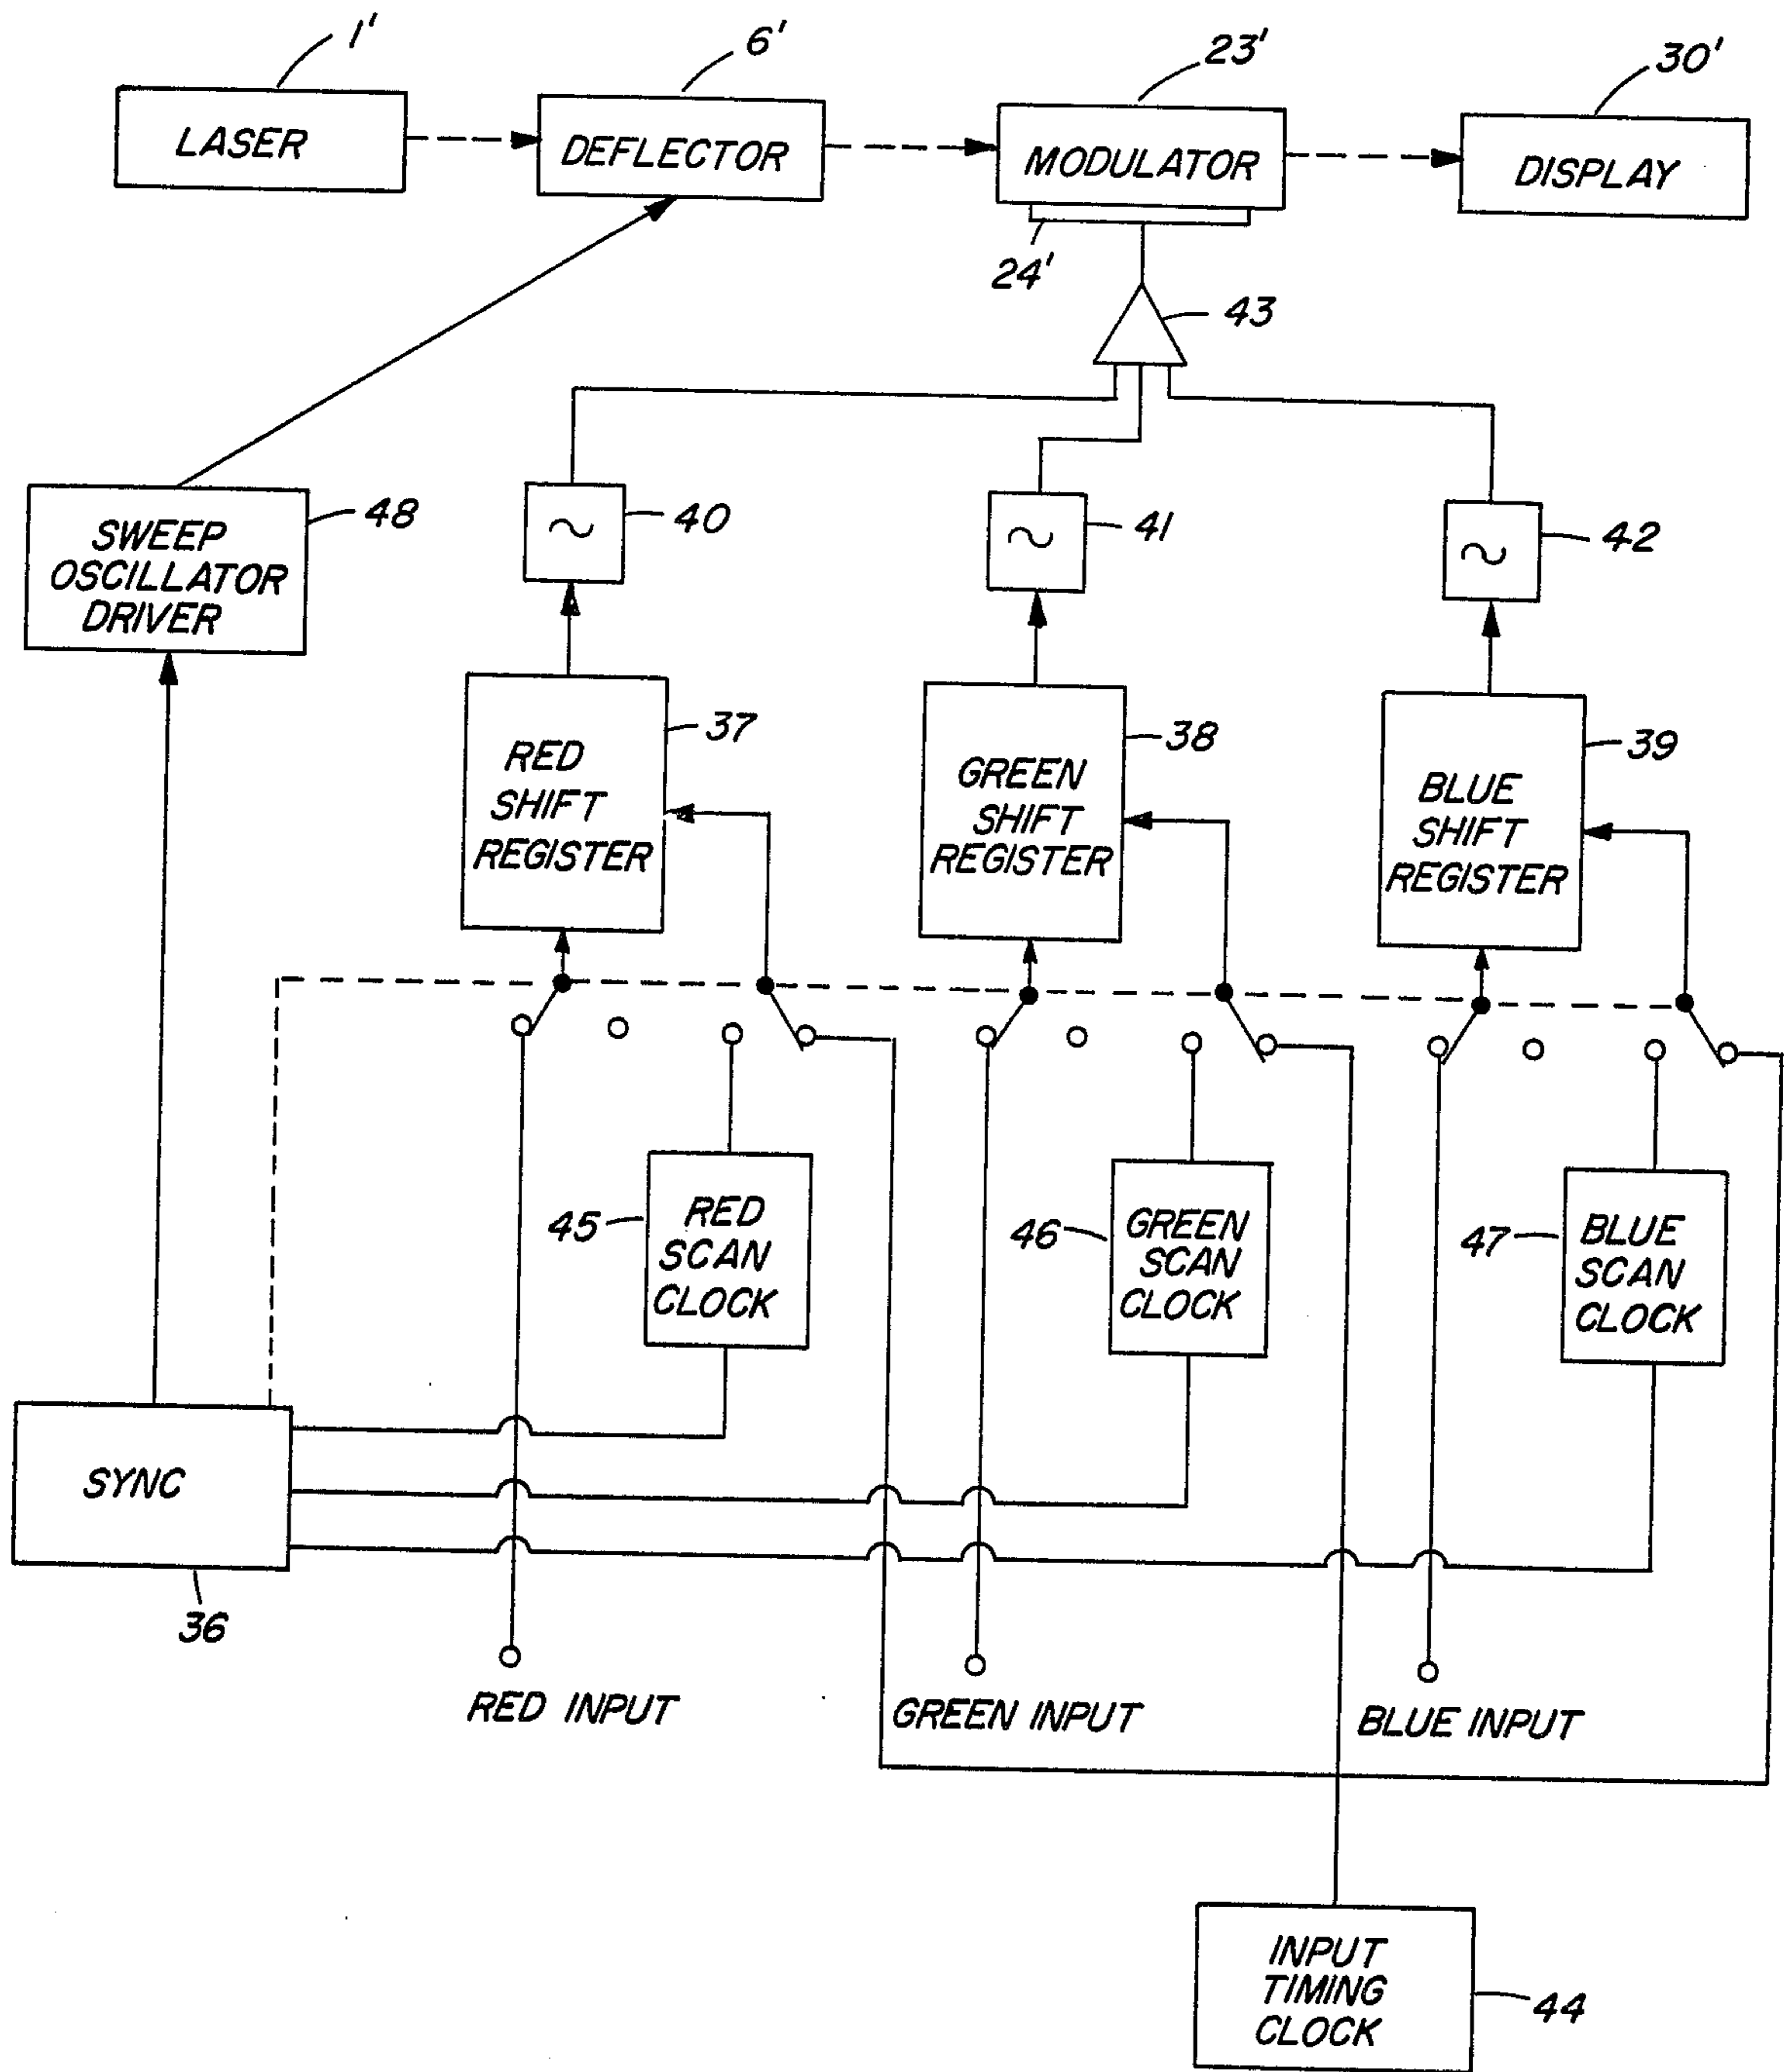 1'
6'
23'
30'
LASER
DEFLECTOR
MODULATOR
DISPLAY
24'
43
SWEEP
OSCILLATOR
DRIVER
48
~
40
~
41
~
42
RED
SHIFT
REGISTER
37
GREEN
SHIFT
REGISTER
38
BLUE
SHIFT
REGISTER
39
45
RED
SCAN
CLOCK
46
GREEN
SCAN
CLOCK
47
BLUE
SCAN
CLOCK
SYNC
36
RED INPUT
GREEN INPUT
BLUE INPUT
INPUT
TIMING
CLOCK
44